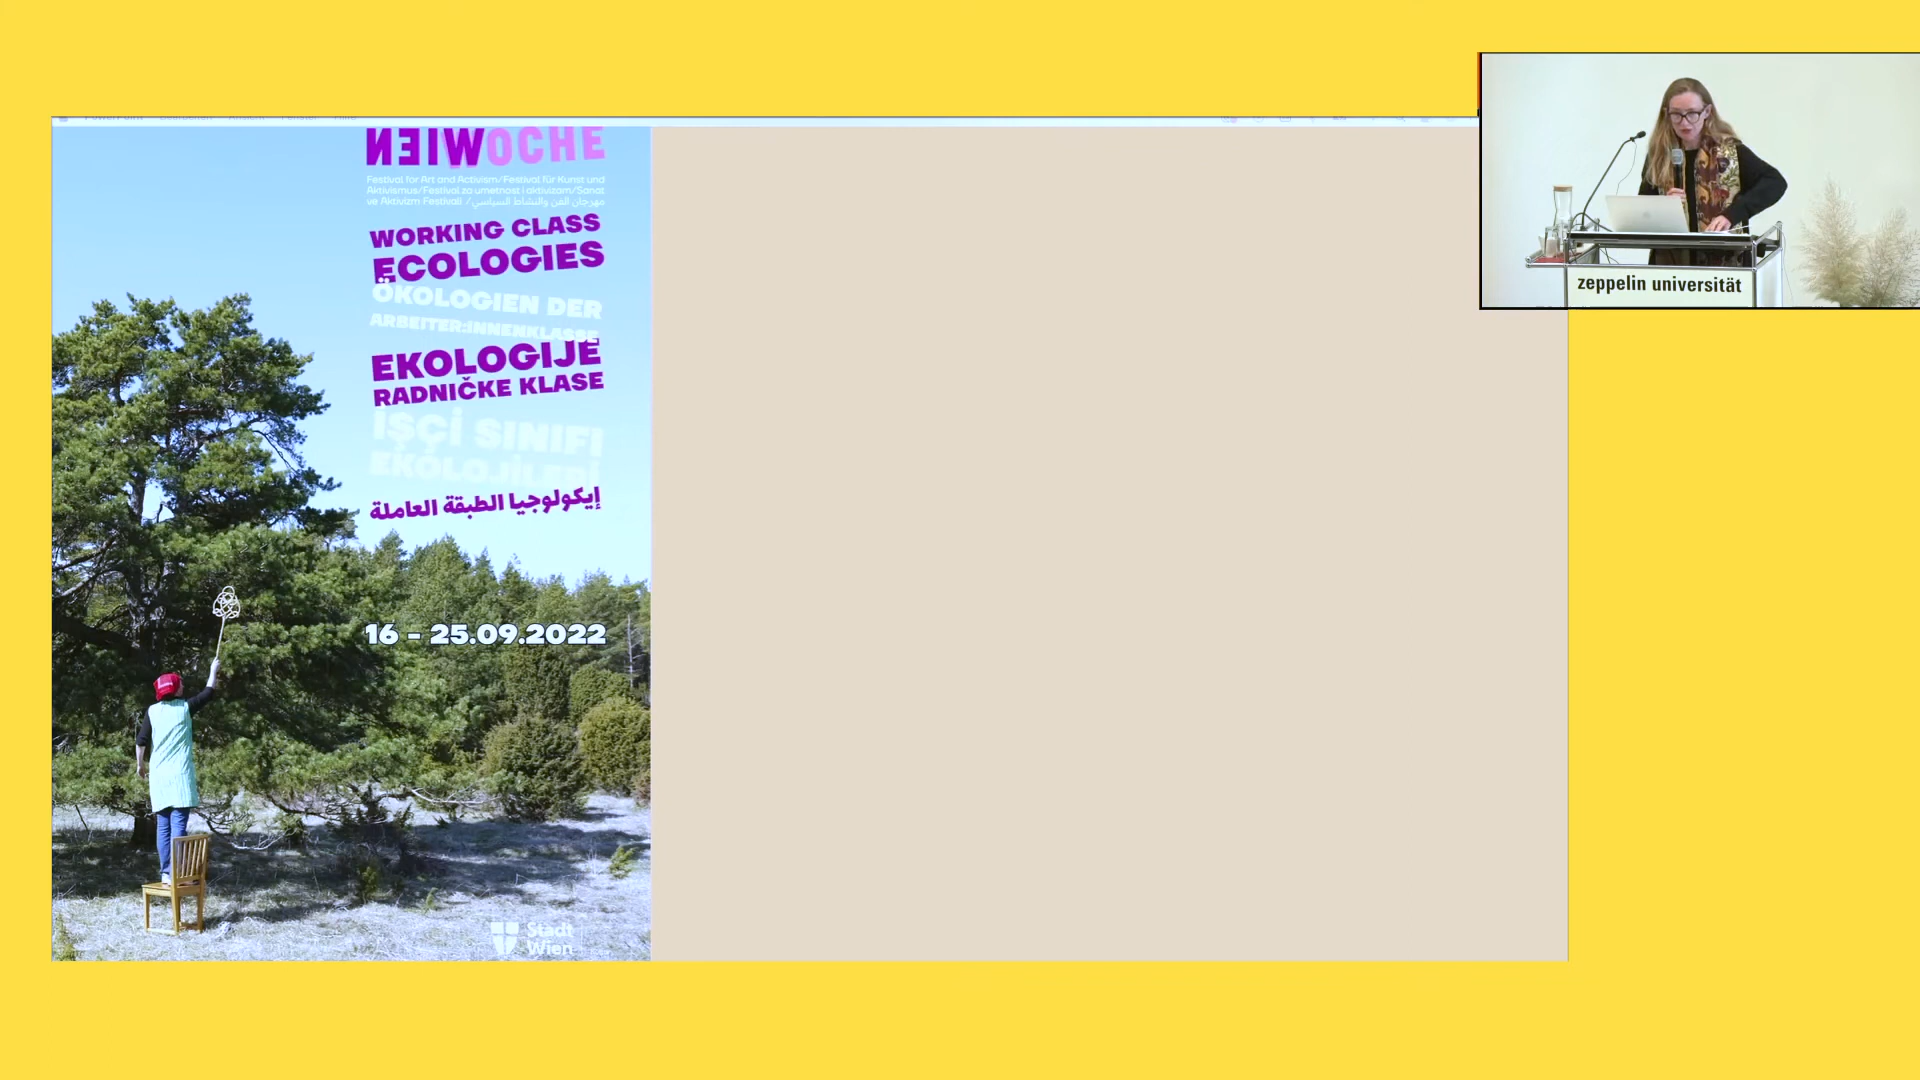 WIENWOCHE
Festival for Art and Activism/Festival für Kunst und
Aktivismus/Festival za umetnost i aktivizam/Sanat
ve Aktivizm Festivali / مهرجان الفن والنشاط السياسي
WORKING CLASS
ECOLOGIES
ÖKOLOGIEN DER
ARBEITER:INNENKLASSE
EKOLOGIJE
RADNIČKE KLASE
İŞÇİ SINIFI
EKOLOJİLERİ
إيكولوجيا الطبقة العاملة
16 – 25.09.2022
Stadt
Wien
zeppelin universität